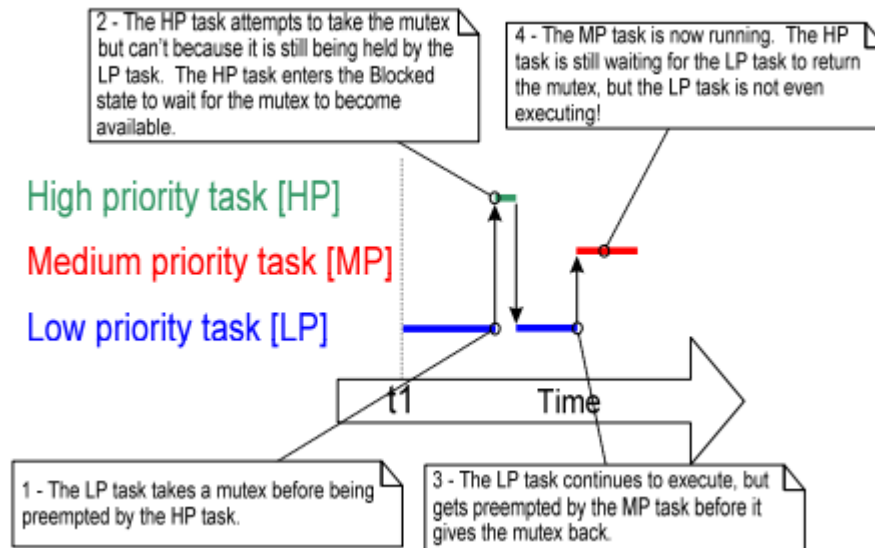 2 - The HP task attempts to take the mutex
but can't because it is still being held by the
LP task. The HP task enters the Blocked
state to wait for the mutex to become
available.
4 - The MP task is now running. The HP
task is still waiting for the LP task to return
the mutex, but the LP task is not even
executing!
High priority task [HP]
Medium priority task [MP]
Low priority task [LP]
t1
Time
1 - The LP task takes a mutex before being
preempted by the HP task.
3 - The LP task continues to execute, but
gets preempted by the MP task before it
gives the mutex back.